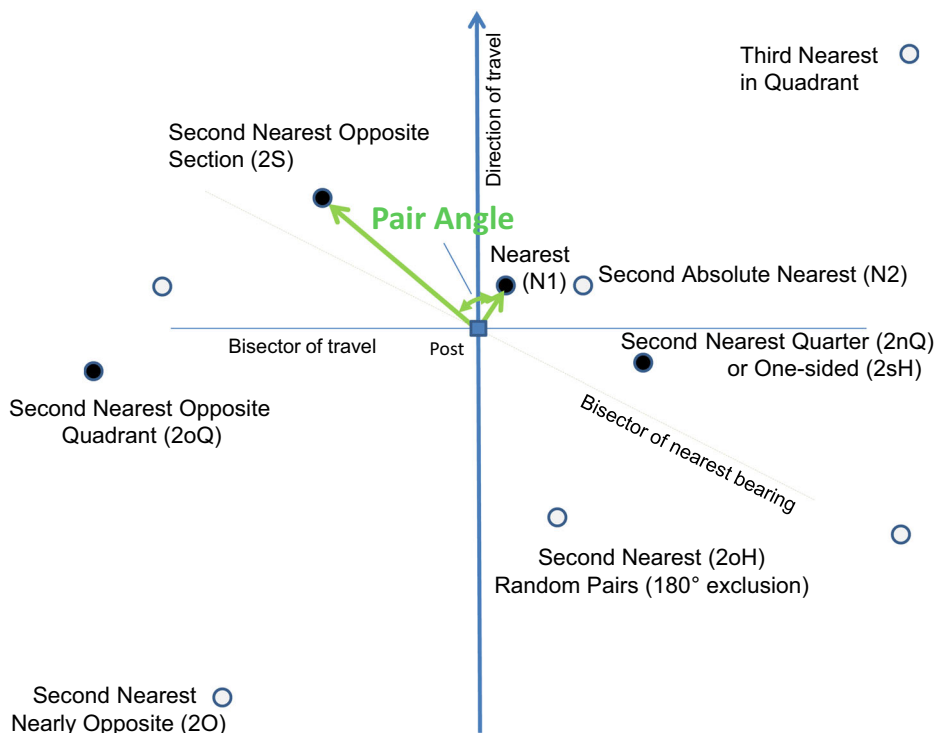 Third Nearest
in Quadrant
Direction of travel
Second Nearest Opposite
Section (2S)
Pair Angle
Nearest
(N1)
Second Absolute Nearest (N2)
Bisector of travel
Post
Second Nearest Quarter (2nQ)
or One-sided (2sH)
Second Nearest Opposite
Quadrant (2oQ)
Bisector of nearest bearing
Second Nearest (2oH)
Random Pairs (180° exclusion)
Second Nearest
Nearly Opposite (2O)